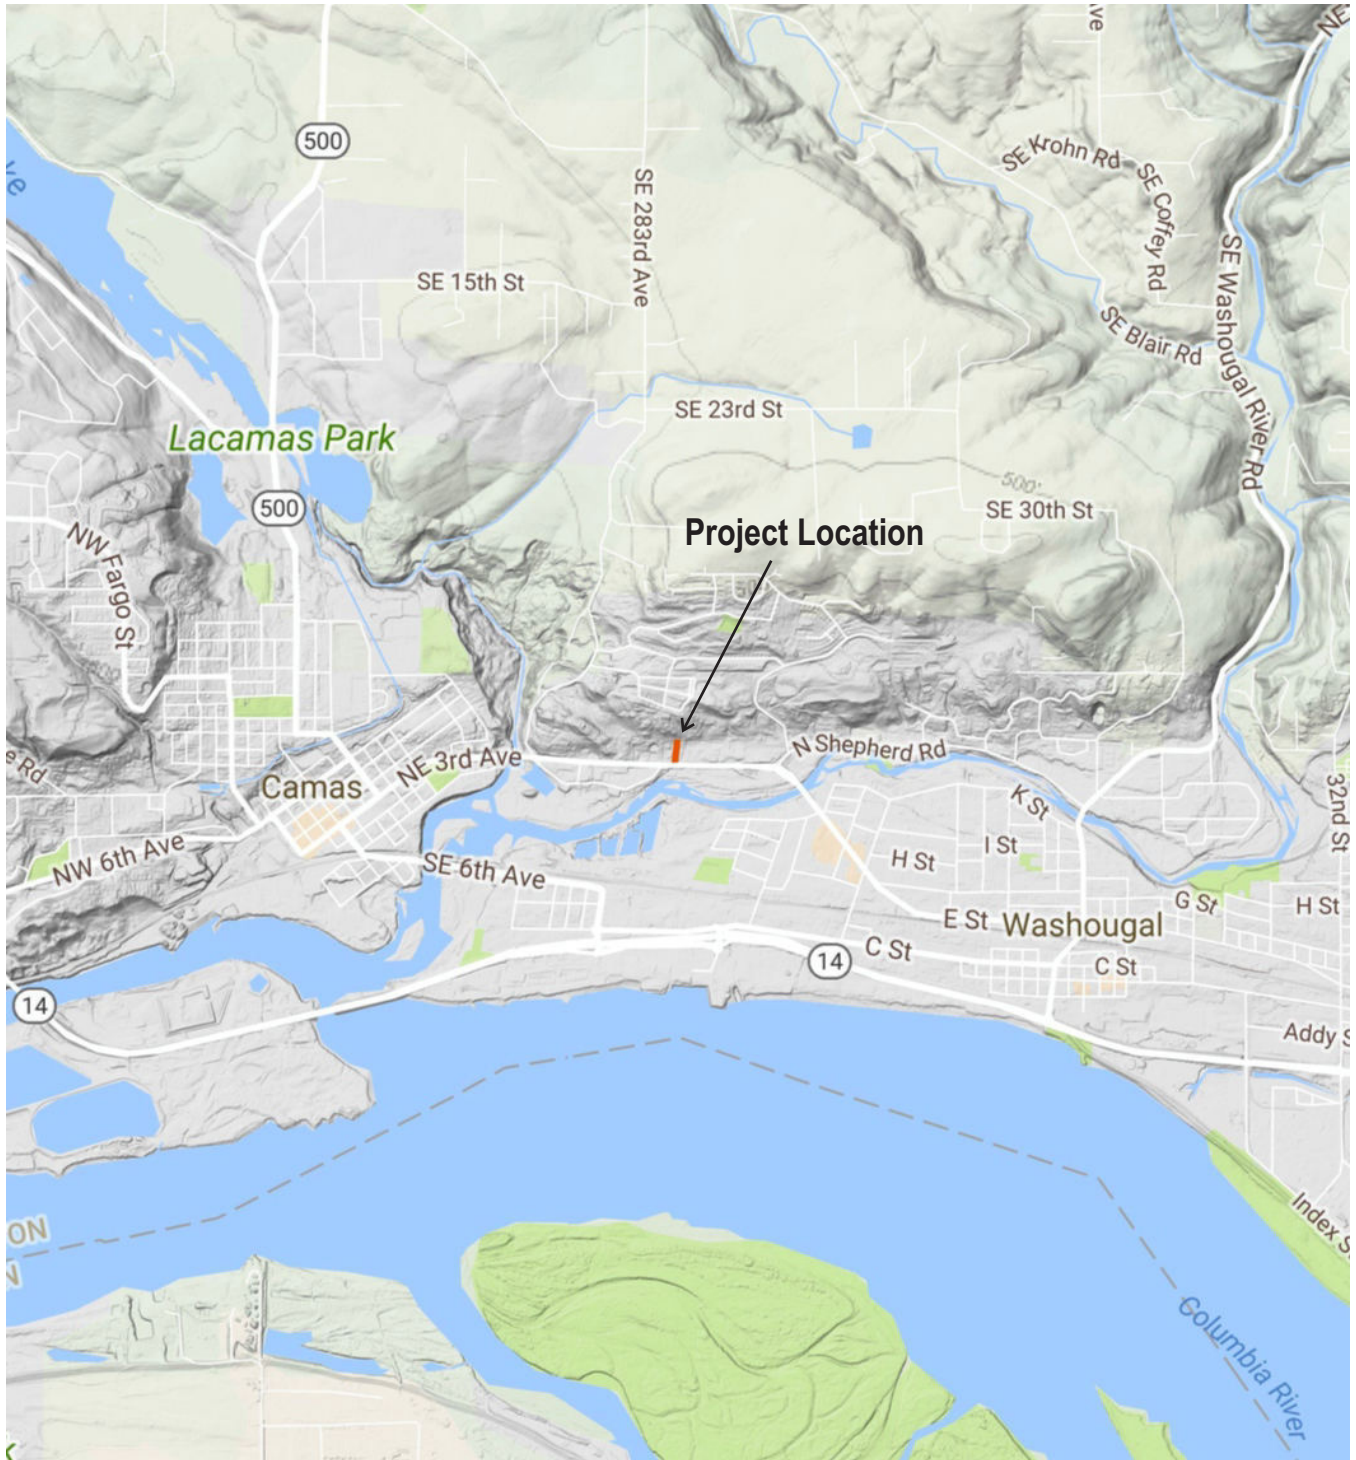 500
SE Krohn Rd
SE Coffey Rd
SE 283rd Ave
SE 15th St
SE Washougal River Rd
SE Blair Rd
SE 23rd St
Lacamas Park
500'
500
SE 30th St
Project Location
NW Fargo St
N Shepherd Rd
NE 3rd Ave
Camas
32nd St
K St
NW 6th Ave
I St
H St
SE 6th Ave
G St
H St
E St
Washougal
C St
14
C St
14
Addy S
Index S
ON
Columbia River